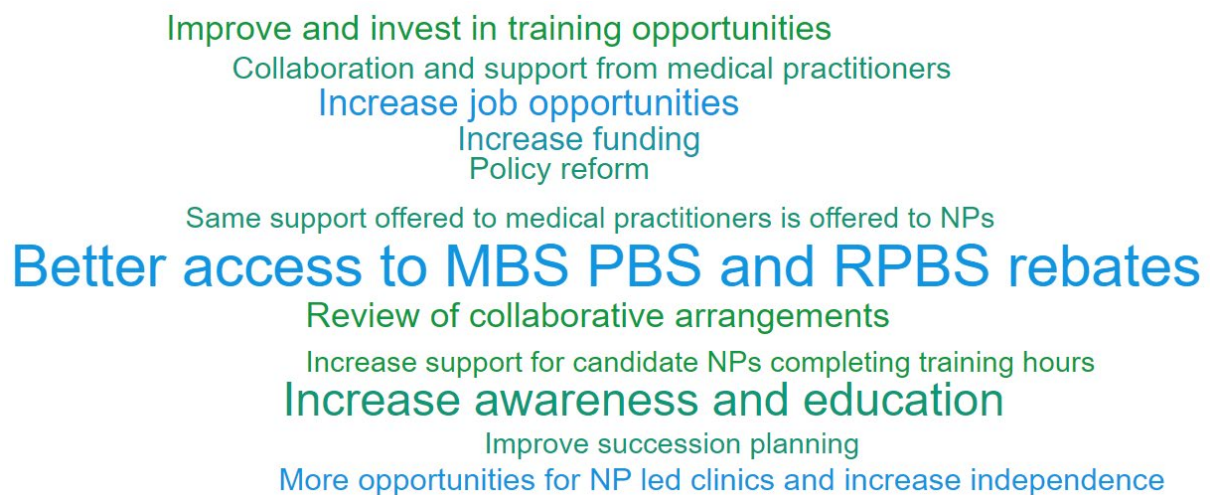 Improve and invest in training opportunities
Collaboration and support from medical practitioners
Increase job opportunities
Increase funding
Policy reform
Same support offered to medical practitioners is offered to NPs
Better access to MBS PBS and RPBS rebates
Review of collaborative arrangements
Increase support for candidate NPs completing training hours
Increase awareness and education
Improve succession planning
More opportunities for NP led clinics and increase independence